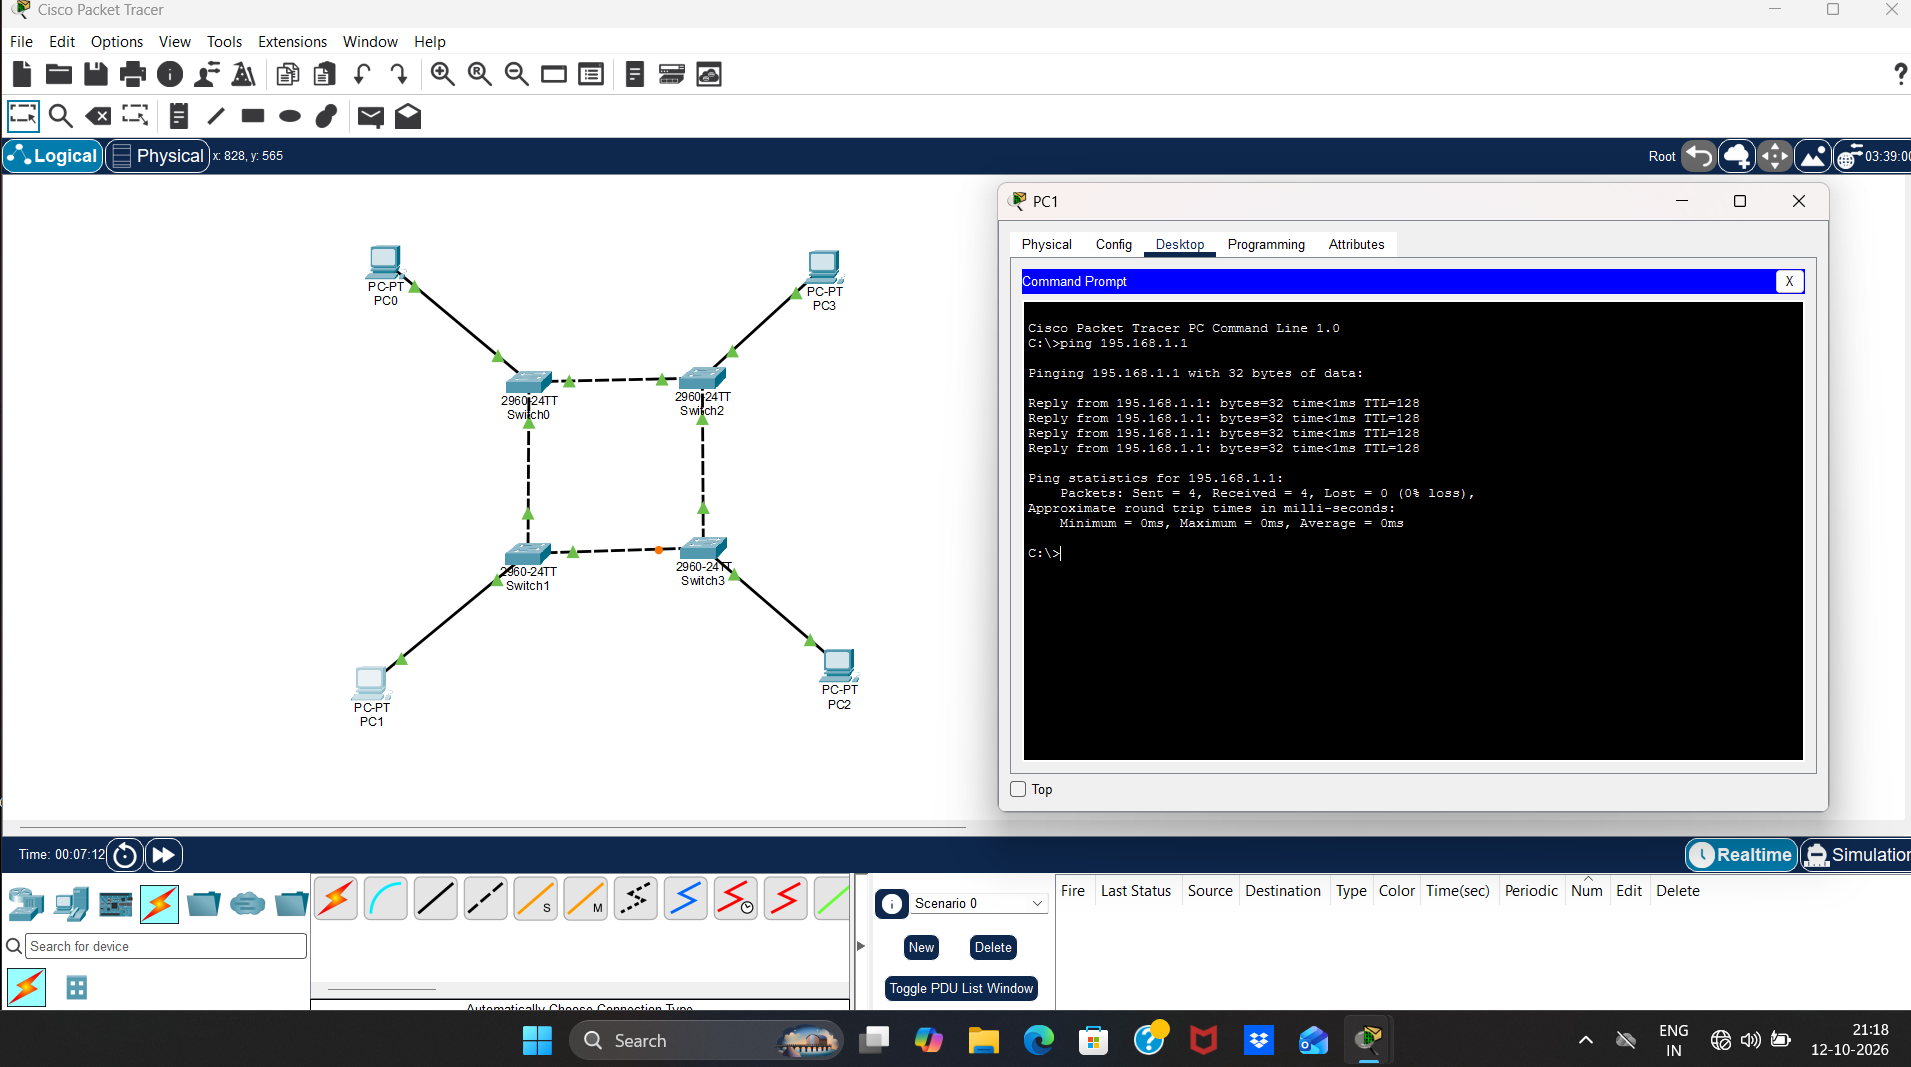 Cisco Packet Tracer
File Edit Options View Tools Extensions Window Help
Logical Physical x: 828, y: 565 Root 03:39:00
PC-PT
PC0
PC-PT
PC3
2960-24TT
Switch0
2960-24TT
Switch2
2960-24TT
Switch1
2960-24TT
Switch3
PC-PT
PC1
PC-PT
PC2
PC1
Physical Config Desktop Programming Attributes
Command Prompt X
Cisco Packet Tracer PC Command Line 1.0
C:\>ping 195.168.1.1
Pinging 195.168.1.1 with 32 bytes of data:
Reply from 195.168.1.1: bytes=32 time<1ms TTL=128
Reply from 195.168.1.1: bytes=32 time<1ms TTL=128
Reply from 195.168.1.1: bytes=32 time<1ms TTL=128
Reply from 195.168.1.1: bytes=32 time<1ms TTL=128
Ping statistics for 195.168.1.1:
Packets: Sent = 4, Received = 4, Lost = 0 (0% loss),
Approximate round trip times in milli-seconds:
Minimum = 0ms, Maximum = 0ms, Average = 0ms
C:\>
Top
Time: 00:07:12 Realtime Simulation
S M
Search for device
Automatically Choose Connection Type
Scenario 0
New Delete
Toggle PDU List Window
Fire Last Status Source Destination Type Color Time(sec) Periodic Num Edit Delete
Search
ENG
IN
21:18
12-10-2026